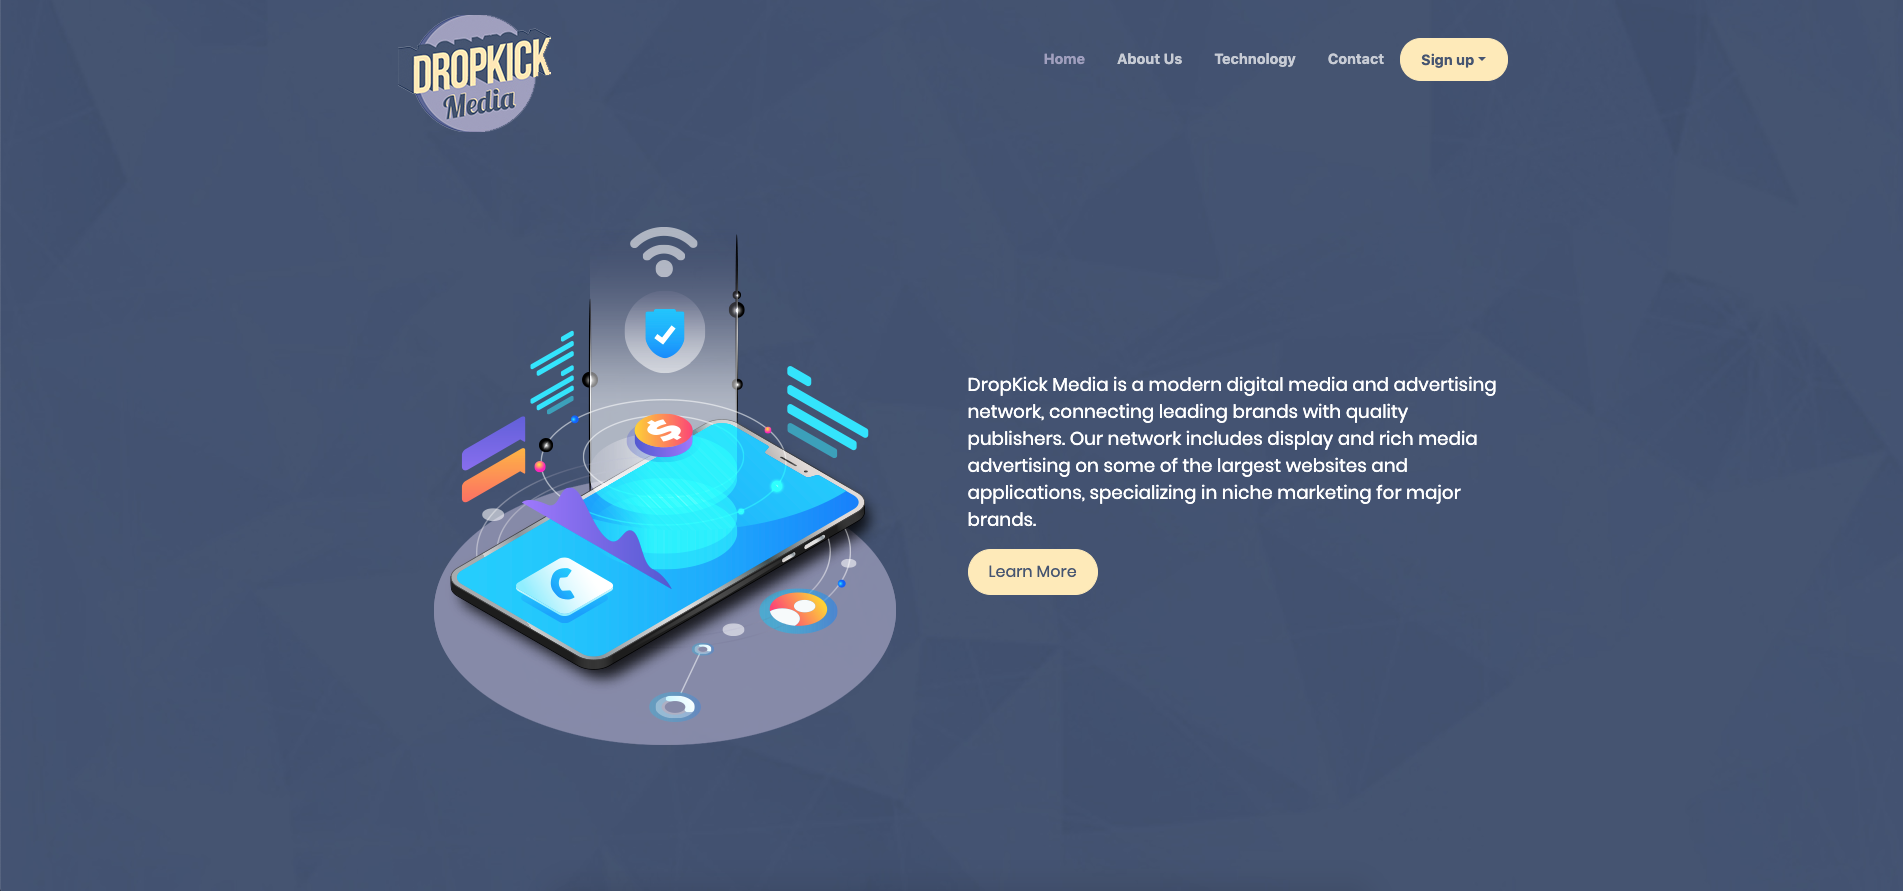 DROPKICK
Media
Home
About Us
Technology
Contact
Sign up
DropKick Media is a modern digital media and advertising
network, connecting leading brands with quality
publishers. Our network includes display and rich media
advertising on some of the largest websites and
applications, specializing in niche marketing for major
brands.
Learn More